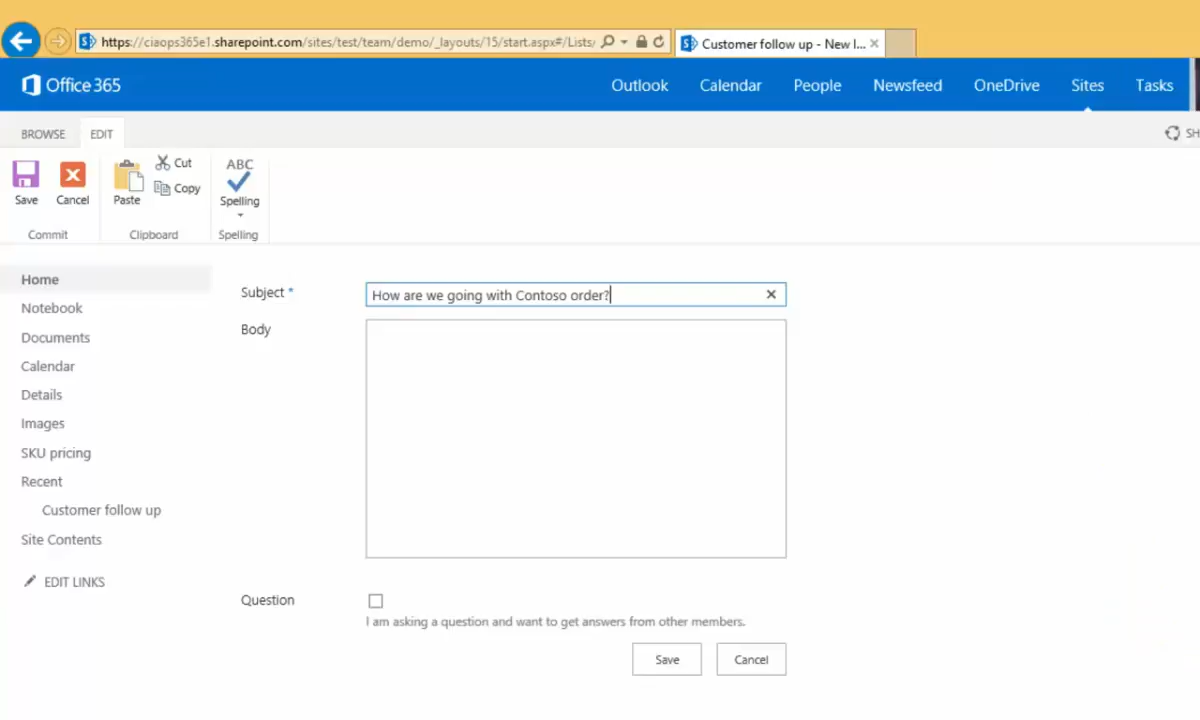 https://ciaops365e1.sharepoint.com/sites/test/team/demo/_layouts/15/start.aspx#/Lists/
Customer follow up - New I...
Office 365
Outlook Calendar People Newsfeed OneDrive Sites Tasks
BROWSE EDIT SH
Save Cancel Paste Cut Copy ABC Spelling
Commit Clipboard Spelling
Home
Notebook
Documents
Calendar
Details
Images
SKU pricing
Recent
Customer follow up
Site Contents
EDIT LINKS
Subject *
How are we going with Contoso order?
Body
Question
I am asking a question and want to get answers from other members.
Save Cancel